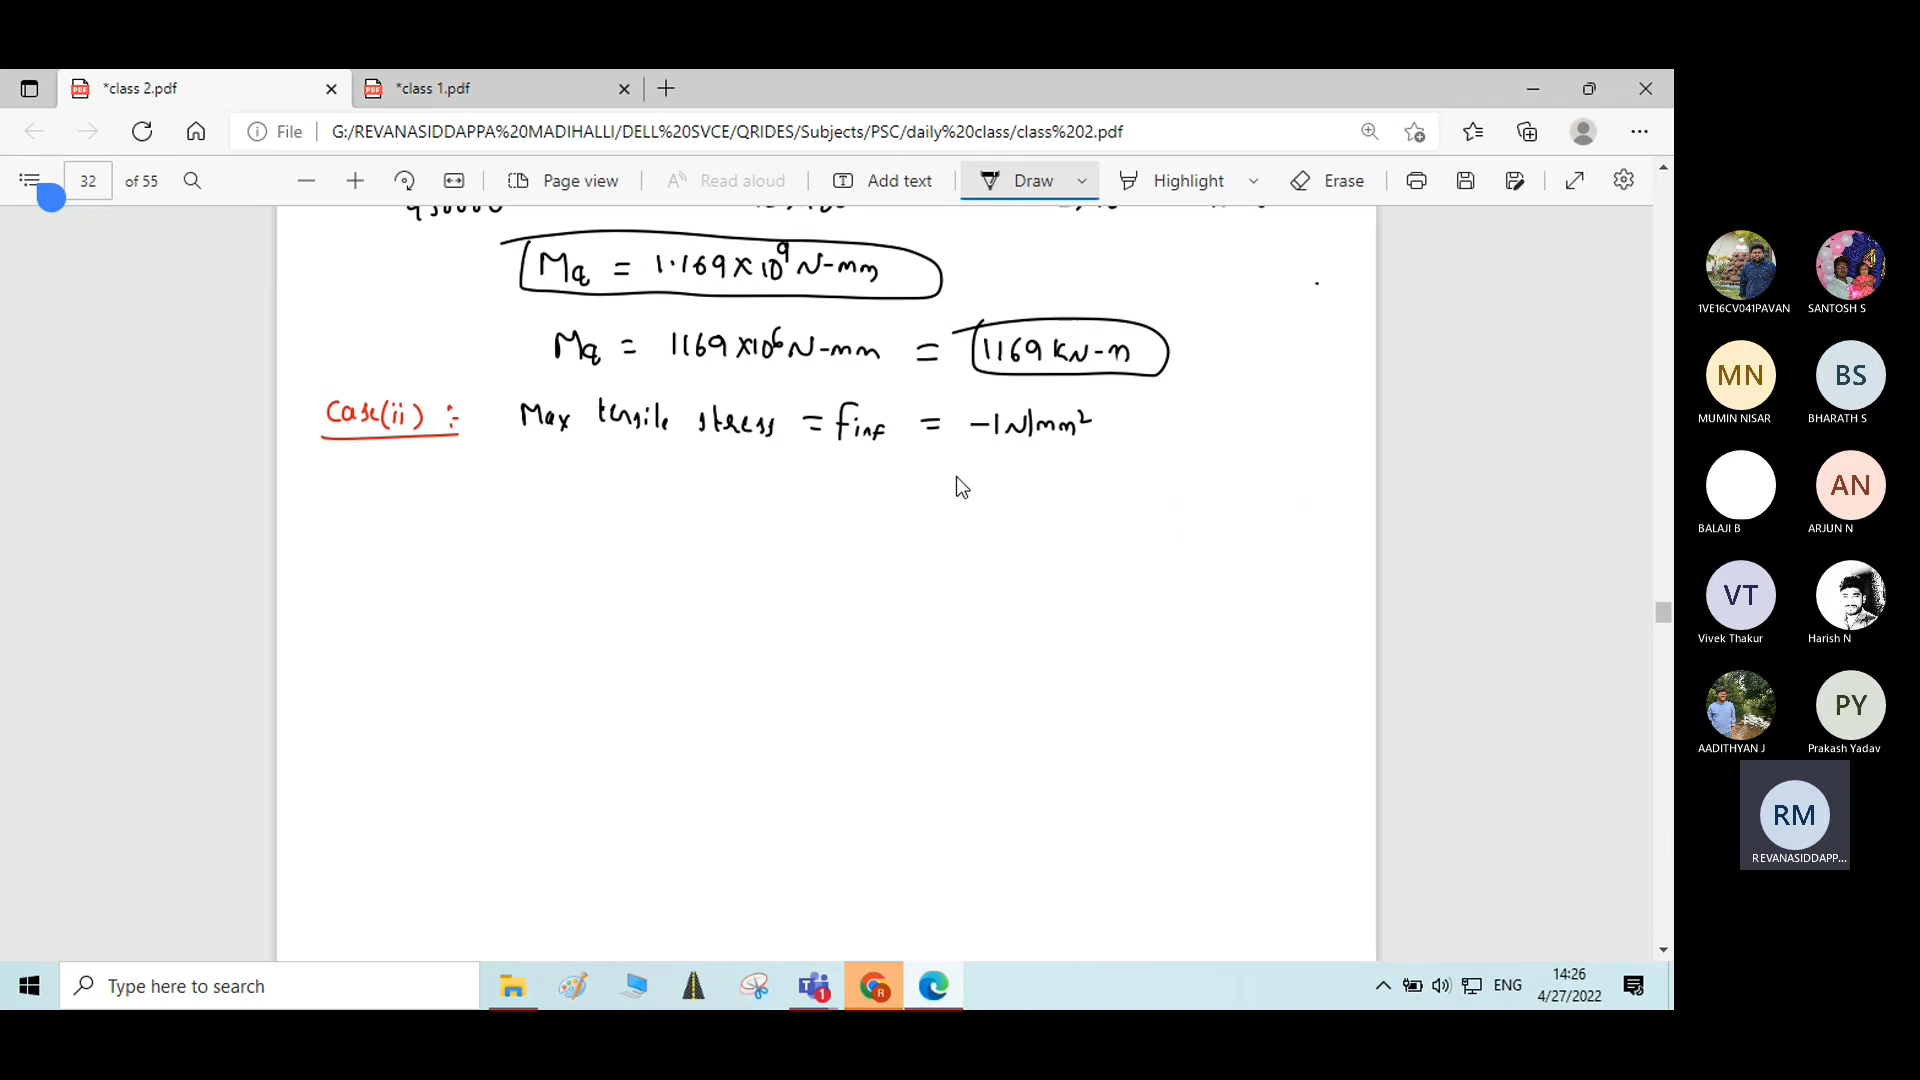 *class 2.pdf
*class 1.pdf
File G:/REVANASIDDAPPA%20MADIHALLI/DELL%20SVCE/QRIDES/Subjects/PSC/daily%20class/class%202.pdf
32 of 55 Page view Read aloud Add text Draw Highlight Erase
Mq = 1.169×10⁹ N-mm
Mq = 1169×10⁶ N-mm = 1169 KN-m
Case(ii) :- Max tensile stress = finf = -1N/mm²
1VE16CV041PAVAN
SANTOSH S
MN
MUMIN NISAR
BS
BHARATH S
BALAJI B
AN
ARJUN N
VT
Vivek Thakur
Harish N
AADITHYAN J
PY
Prakash Yadav
RM
REVANASIDDAPP...
Type here to search
1
R
ENG
14:26
4/27/2022